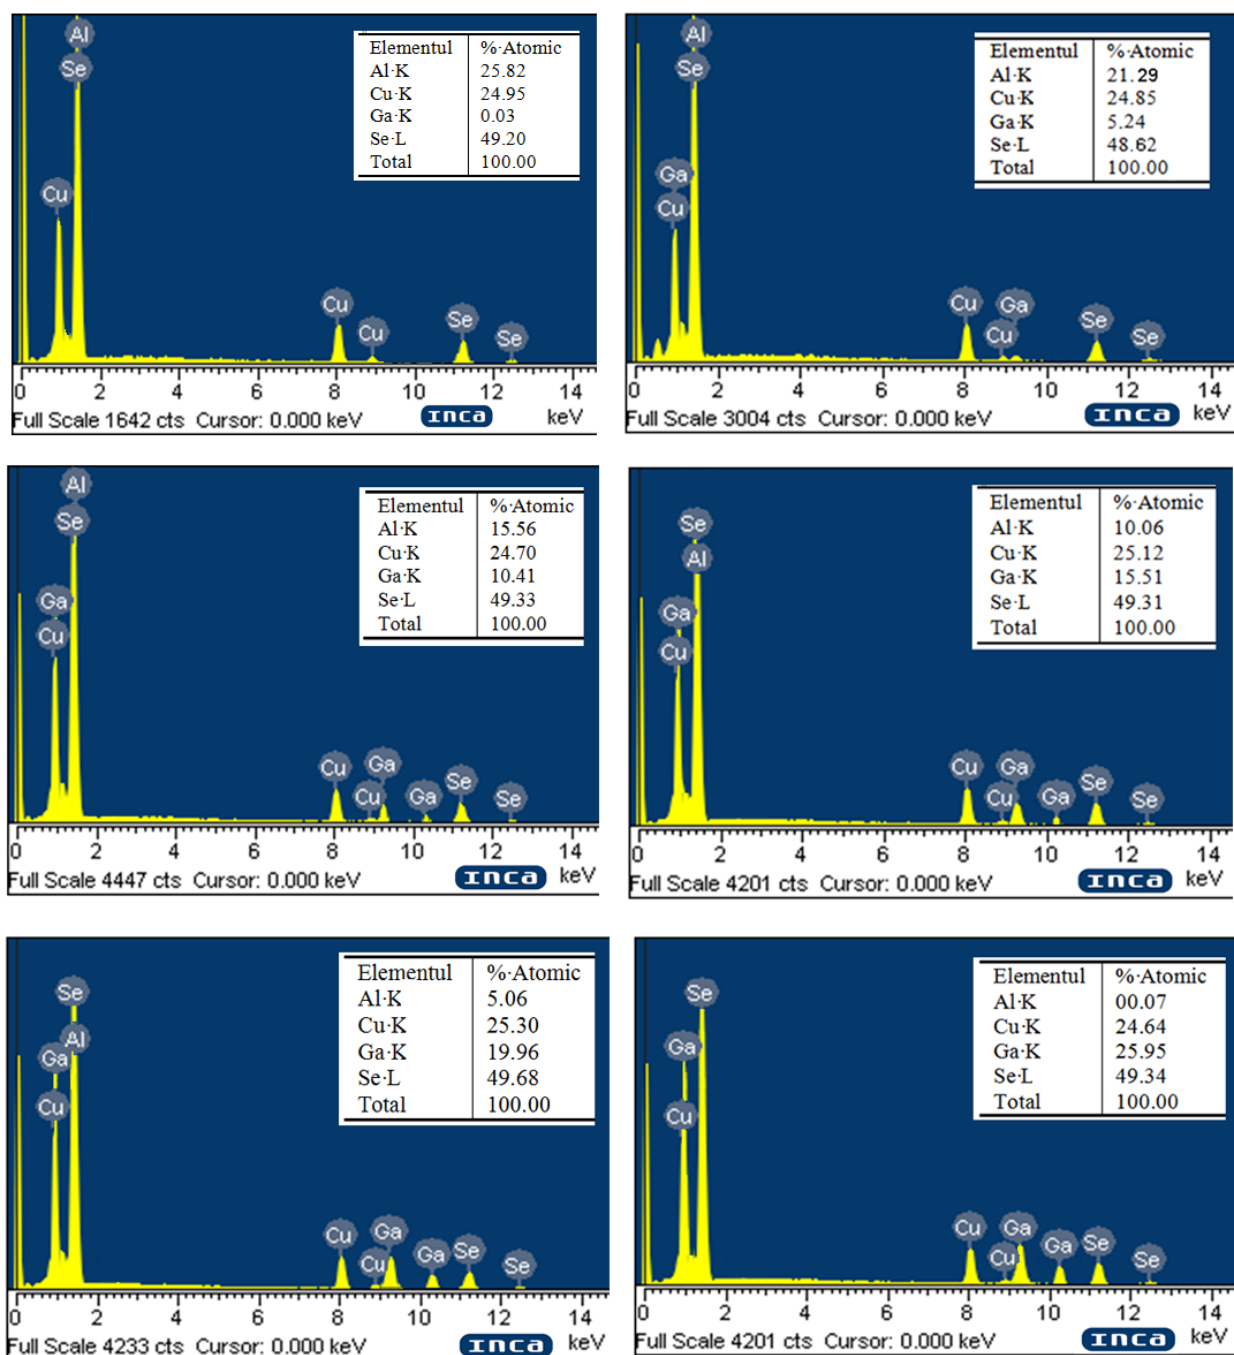 Al
Se
Cu
Cu
Cu
Se
Se
Elementul %·Atomic
Al·K 25.82
Cu·K 24.95
Ga·K 0.03
Se·L 49.20
Total 100.00
0 2 4 6 8 10 12 14
Full Scale 1642 cts Cursor: 0.000 keV INCA keV
Al
Se
Ga
Cu
Cu
Ga
Cu
Se
Se
Elementul %·Atomic
Al·K 21.29
Cu·K 24.85
Ga·K 5.24
Se·L 48.62
Total 100.00
0 2 4 6 8 10 12 14
Full Scale 3004 cts Cursor: 0.000 keV INCA keV
Al
Se
Ga
Cu
Cu
Ga
Cu
Ga
Se
Se
Elementul %·Atomic
Al·K 15.56
Cu·K 24.70
Ga·K 10.41
Se·L 49.33
Total 100.00
0 2 4 6 8 10 12 14
Full Scale 4447 cts Cursor: 0.000 keV INCA keV
Se
Al
Ga
Cu
Cu
Ga
Cu
Ga
Se
Se
Elementul %·Atomic
Al·K 10.06
Cu·K 25.12
Ga·K 15.51
Se·L 49.31
Total 100.00
0 2 4 6 8 10 12 14
Full Scale 4201 cts Cursor: 0.000 keV INCA keV
Se
Al
Ga
Cu
Cu
Ga
Cu
Ga
Se
Se
Elementul %·Atomic
Al·K 5.06
Cu·K 25.30
Ga·K 19.96
Se·L 49.68
Total 100.00
0 2 4 6 8 10 12 14
Full Scale 4233 cts Cursor: 0.000 keV INCA keV
Se
Ga
Cu
Cu
Ga
Cu
Ga
Se
Se
Elementul %·Atomic
Al·K 00.07
Cu·K 24.64
Ga·K 25.95
Se·L 49.34
Total 100.00
0 2 4 6 8 10 12 14
Full Scale 4201 cts Cursor: 0.000 keV INCA keV